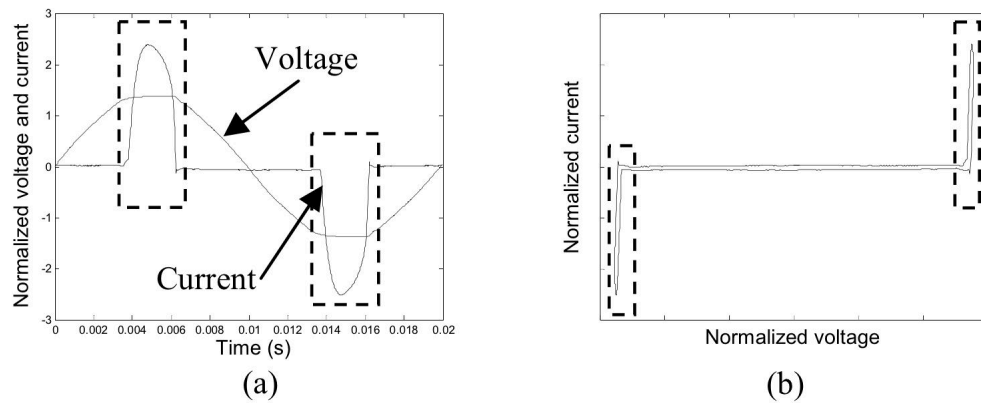 3
2
1
0
-1
-2
-3
Normalized voltage and current
Voltage
Current
0 0.002 0.004 0.006 0.008 0.01 0.012 0.014 0.016 0.018 0.02
Time (s)
(a)
Normalized current
Normalized voltage
(b)